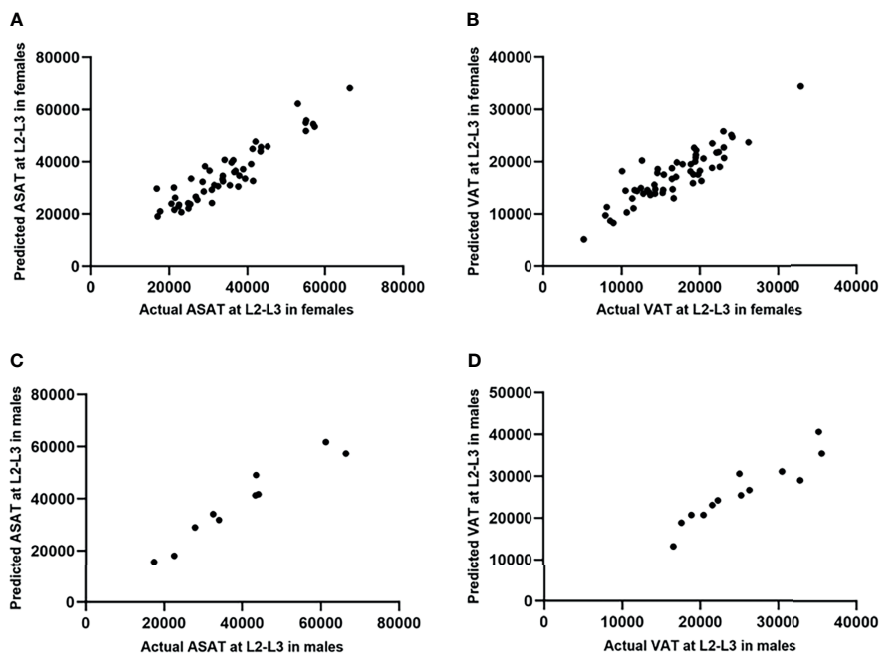 A
Predicted ASAT at L2-L3 in females
80000
60000
40000
20000
0
0 20000 40000 60000 80000
Actual ASAT at L2-L3 in females
B
Predicted VAT at L2-L3 in females
40000
30000
20000
10000
0
0 10000 20000 30000 40000
Actual VAT at L2-L3 in females
C
Predicted ASAT at L2-L3 in males
80000
60000
40000
20000
0
0 20000 40000 60000 80000
Actual ASAT at L2-L3 in males
D
Predicted VAT at L2-L3 in males
50000
40000
30000
20000
10000
0
0 10000 20000 30000 40000
Actual VAT at L2-L3 in males